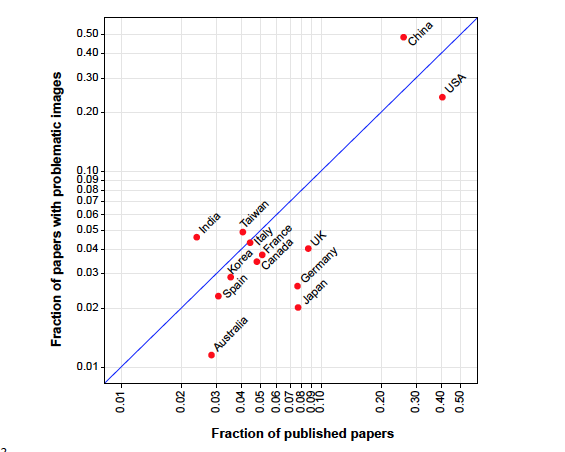 Fraction of papers with problematic images
0.50
0.40
0.30
0.20
0.10
0.09
0.08
0.07
0.06
0.05
0.04
0.03
0.02
0.01
China
USA
India
Taiwan
Italy
France
Canada
UK
Korea
Spain
Germany
Japan
Australia
0.01
0.02
0.03
0.04
0.05
0.06
0.07
0.08
0.09
0.10
0.20
0.30
0.40
0.50
Fraction of published papers